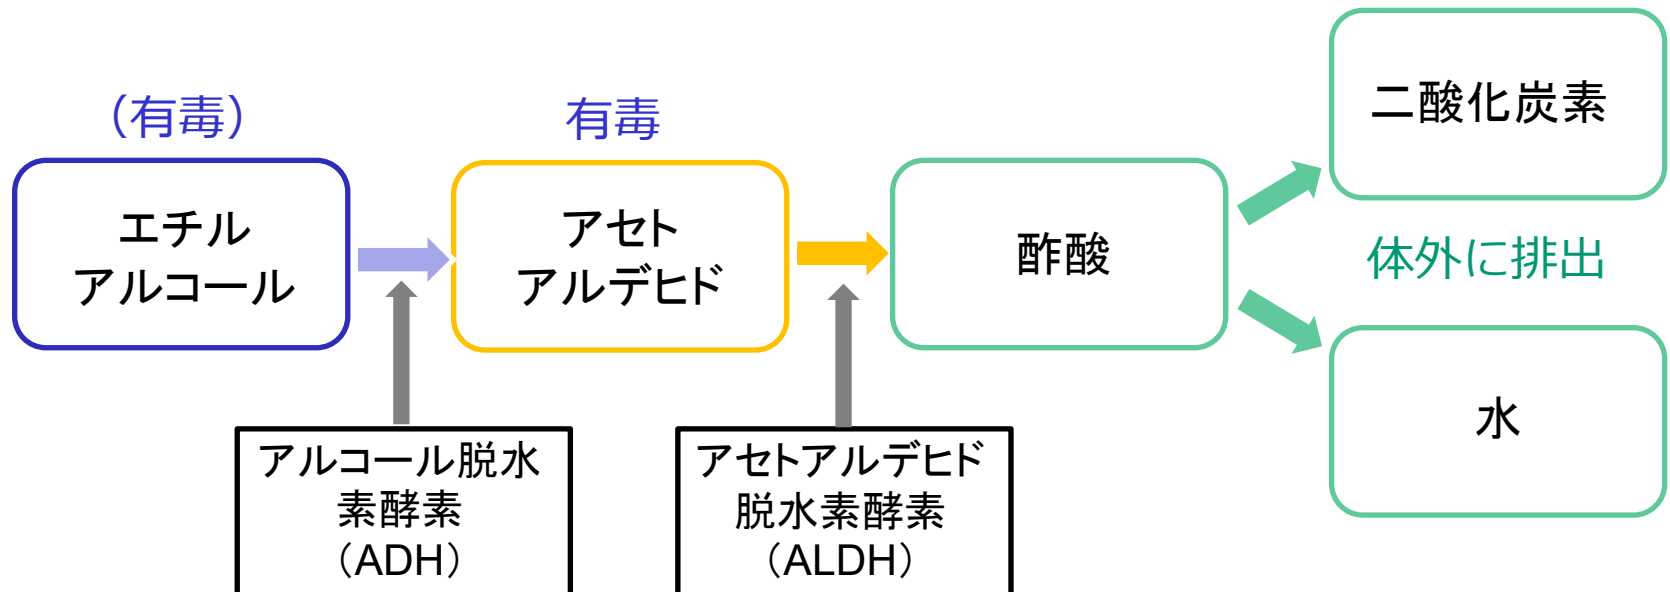 （有毒）
エチル
アルコール
有毒
アセト
アルデヒド
酢酸
二酸化炭素
体外に排出
水
アルコール脱水
素酵素
（ADH）
アセトアルデヒド
脱水素酵素
（ALDH）